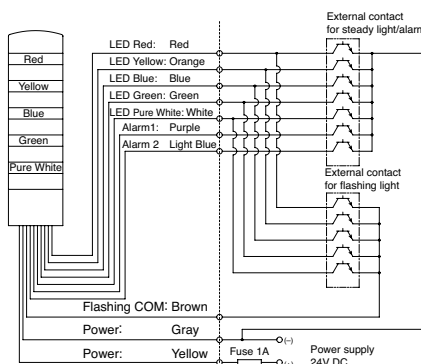 External contact
for steady light/alarm
LED Red: Red
LED Yellow: Orange
LED Blue: Blue
LED Green: Green
LED Pure White: White
Alarm1: Purple
Alarm 2 Light Blue
Red
Yellow
Blue
Green
Pure White
External contact
for flashing light
Flashing COM: Brown
Power: Gray
Power: Yellow
Fuse 1A
(−)
(+)
Power supply
24V DC